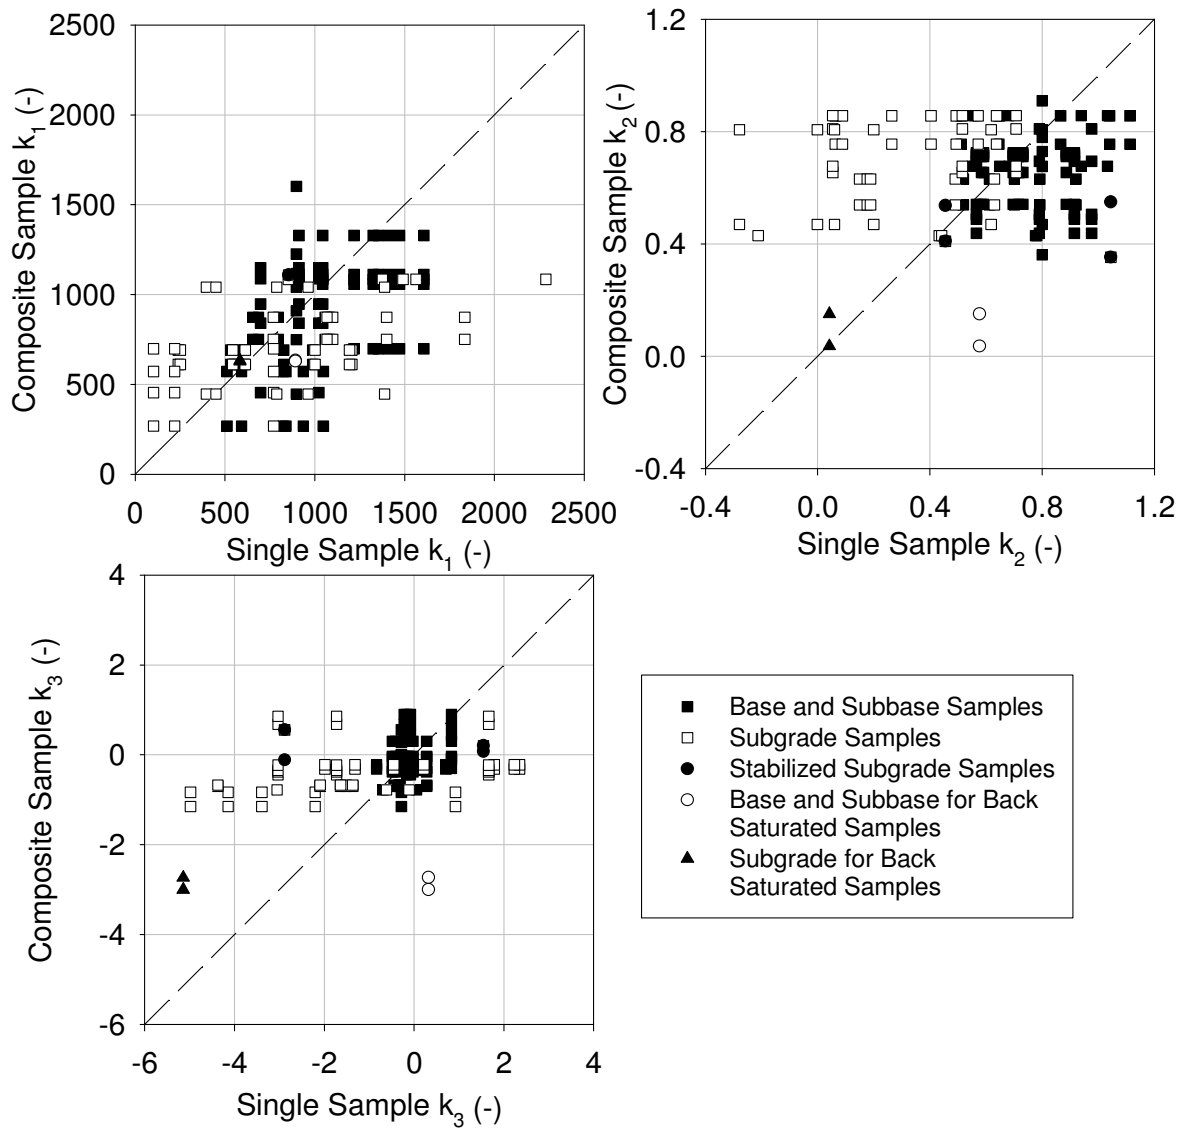 2500
2000
1500
1000
500
0
Composite Sample k1 (-)
0 500 1000 1500 2000 2500
Single Sample k1 (-)
1.2
0.8
0.4
0.0
-0.4
Composite Sample k2 (-)
-0.4 0.0 0.4 0.8 1.2
Single Sample k2 (-)
4
2
0
-2
-4
-6
Composite Sample k3 (-)
-6 -4 -2 0 2 4
Single Sample k3 (-)
Base and Subbase Samples
Subgrade Samples
Stabilized Subgrade Samples
Base and Subbase for Back
Saturated Samples
Subgrade for Back
Saturated Samples